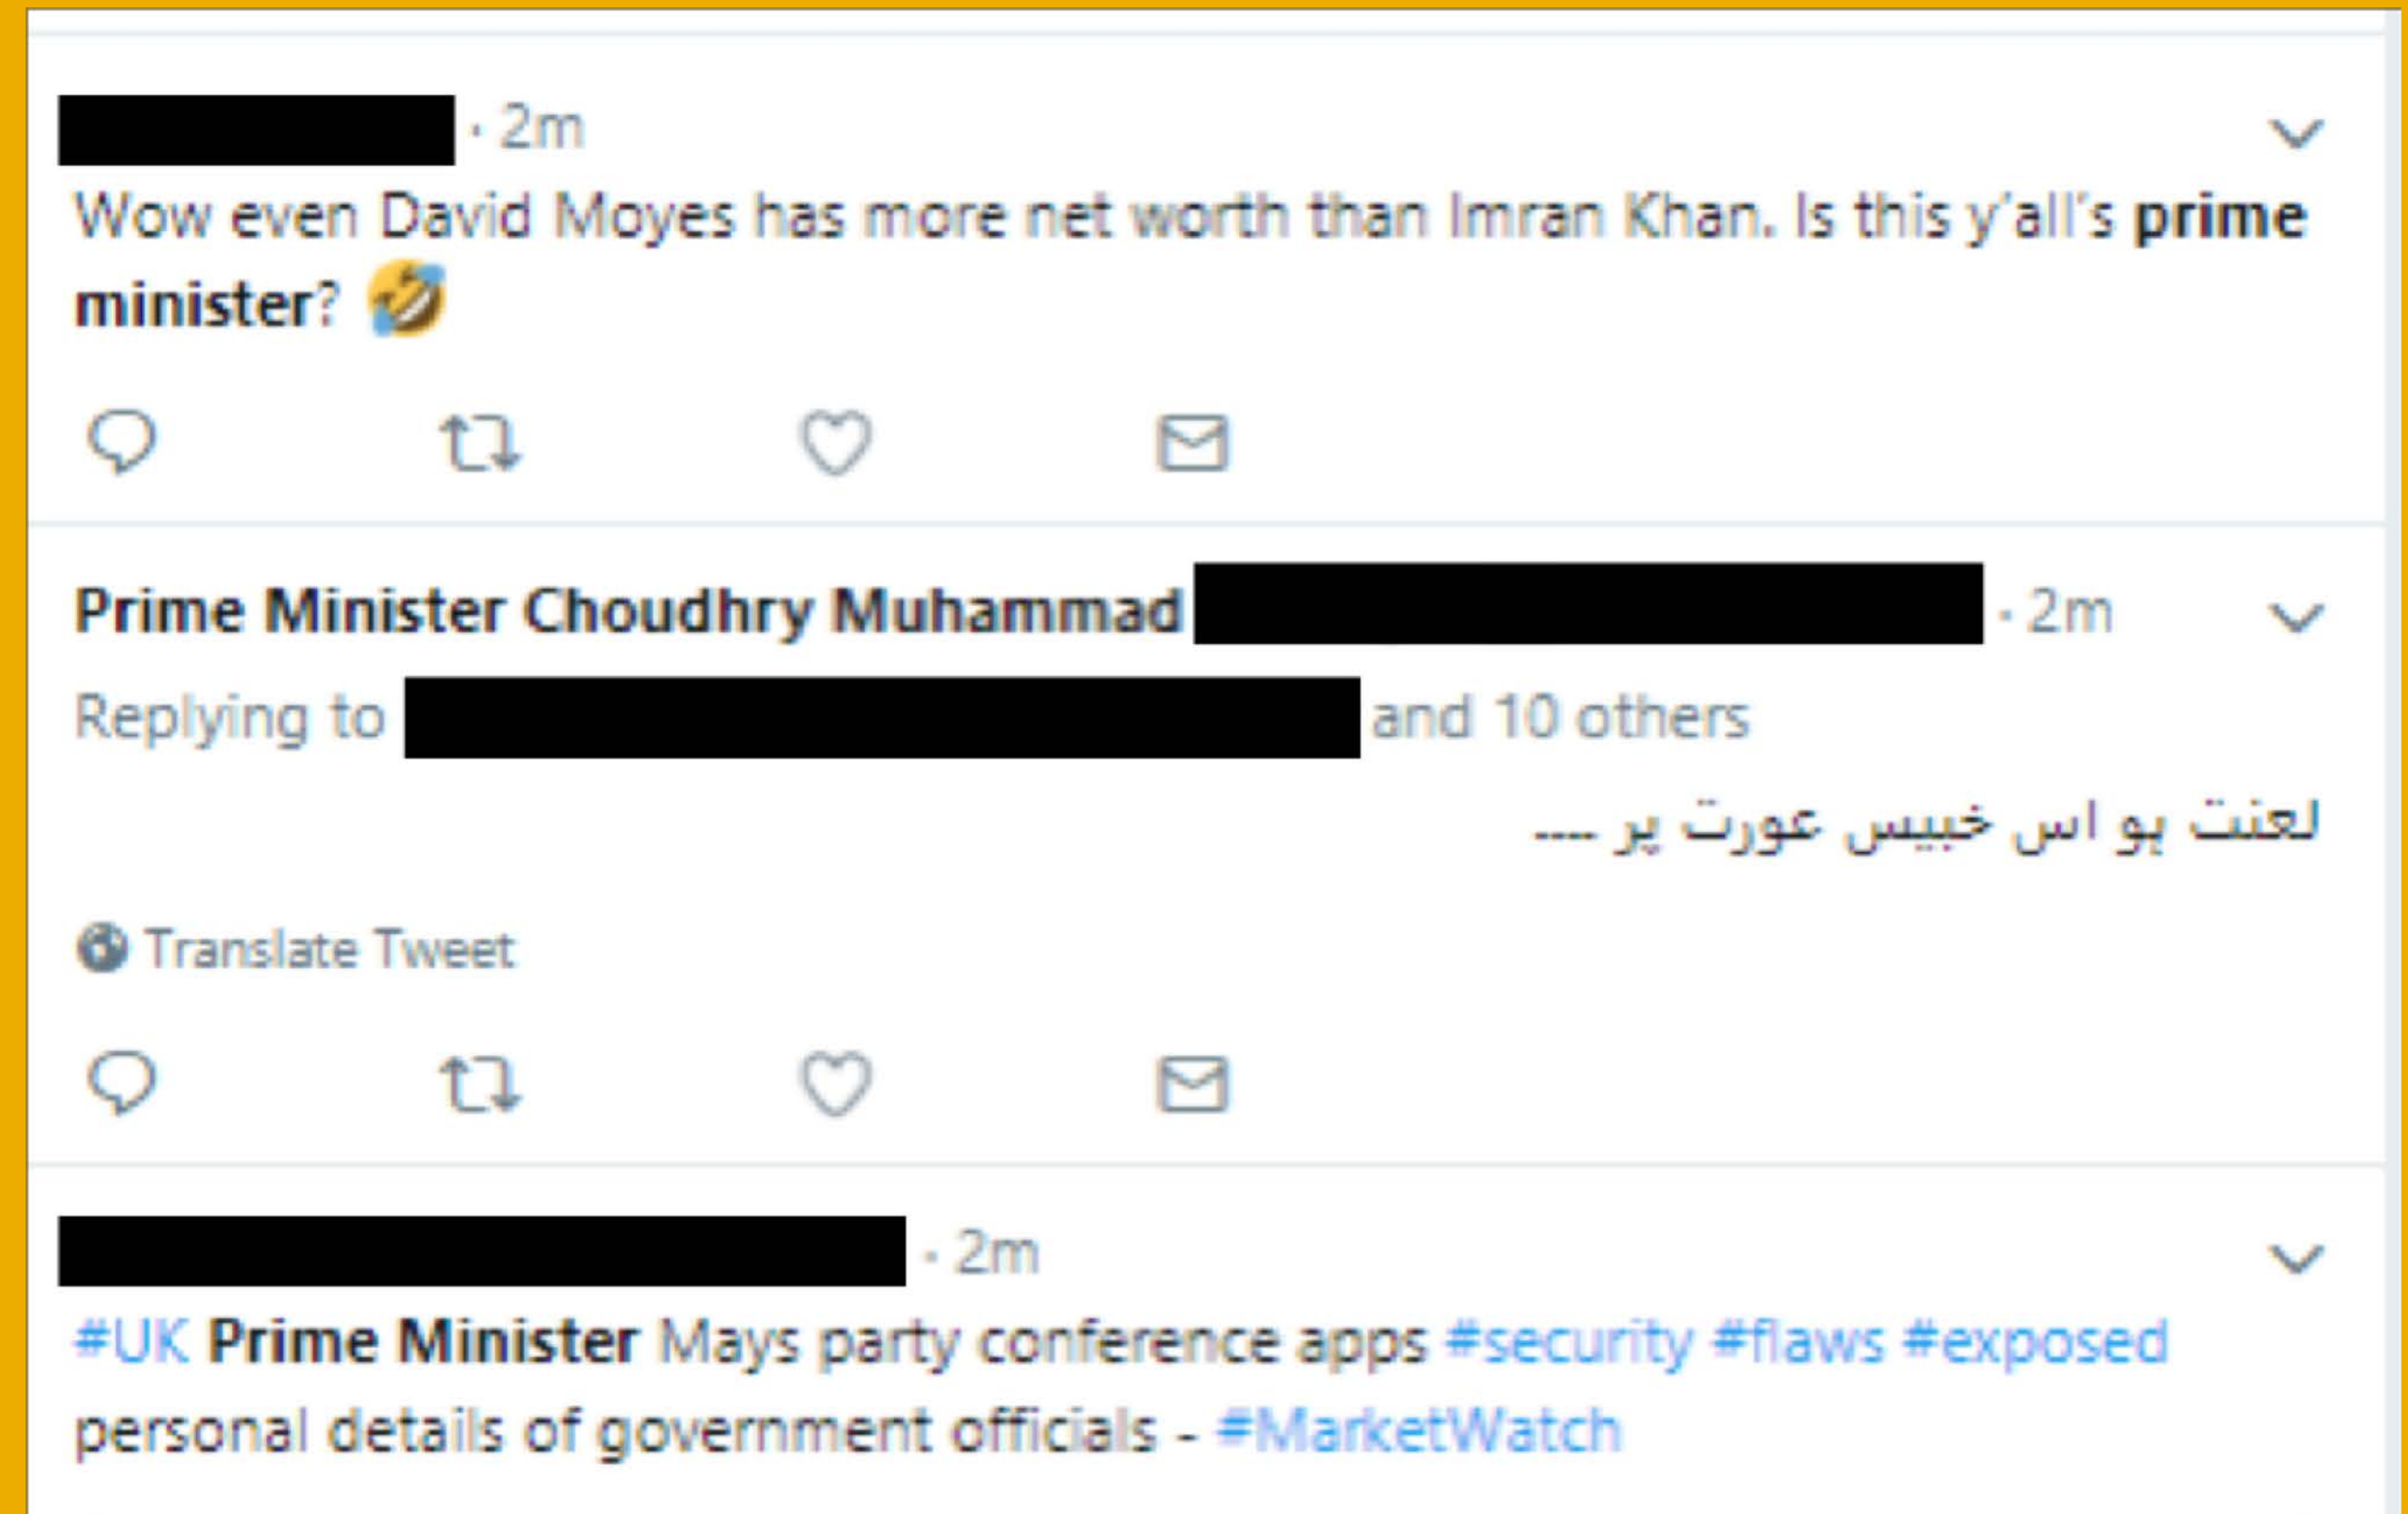 · 2m
Wow even David Moyes has more net worth than Imran Khan. Is this y'all's prime
minister? 🤣
Prime Minister Choudhry Muhammad · 2m
Replying to and 10 others
لعنت ہو اس خبیس عورت پر ----
Translate Tweet
· 2m
#UK Prime Minister Mays party conference apps #security #flaws #exposed
personal details of government officials - #MarketWatch